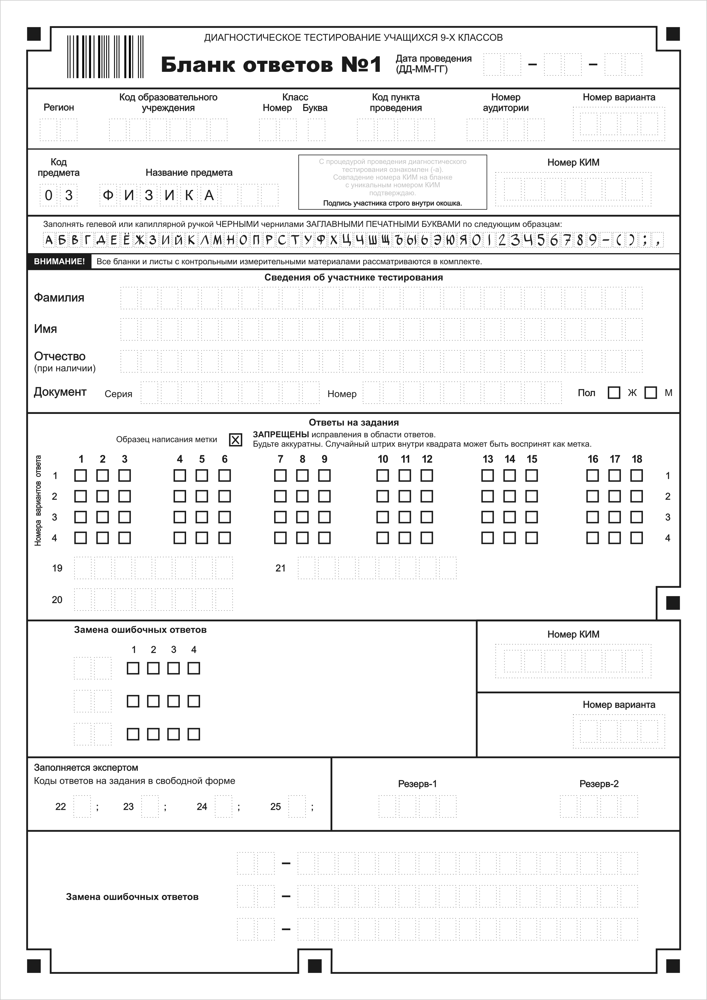 ДИАГНОСТИЧЕСКОЕ ТЕСТИРОВАНИЕ УЧАЩИХСЯ 9-Х КЛАССОВ
Бланк ответов №1
Дата проведения
(ДД-ММ-ГГ)
– –
Регион
Код образовательного
учреждения
Класс
Номер Буква
Код пункта
проведения
Номер
аудитории
Номер варианта
Код
предмета
Название предмета
0 3 Ф И З И К А
С процедурой проведения диагностического
тестирования ознакомлен (-а).
Совпадение номера КИМ на бланке
с уникальным номером КИМ
подтверждаю.
Подпись участника строго внутри окошка.
Номер КИМ
Заполнять гелевой или капиллярной ручкой ЧЕРНЫМИ чернилами ЗАГЛАВНЫМИ ПЕЧАТНЫМИ БУКВАМИ по следующим образцам:
А Б В Г Д Е Ё Ж З И Й К Л М Н О П Р С Т У Ф Х Ц Ч Ш Щ Ъ Ы Ь Э Ю Я 0 1 2 3 4 5 6 7 8 9 – ( ) ; ,
ВНИМАНИЕ! Все бланки и листы с контрольными измерительными материалами рассматриваются в комплекте.
Сведения об участнике тестирования
Фамилия
Имя
Отчество
(при наличии)
Документ Серия Номер Пол Ж М
Ответы на задания
Образец написания метки X
ЗАПРЕЩЕНЫ исправления в области ответов.
Будьте аккуратны. Случайный штрих внутри квадрата может быть воспринят как метка.
Номера вариантов ответа
1 2 3 4 5 6 7 8 9 10 11 12 13 14 15 16 17 18
1 1
2 2
3 3
4 4
19 21
20
Замена ошибочных ответов
1 2 3 4
Номер КИМ
Номер варианта
Заполняется экспертом
Коды ответов на задания в свободной форме
22 ; 23 ; 24 ; 25 ;
Резерв-1 Резерв-2
–
Замена ошибочных ответов –
–